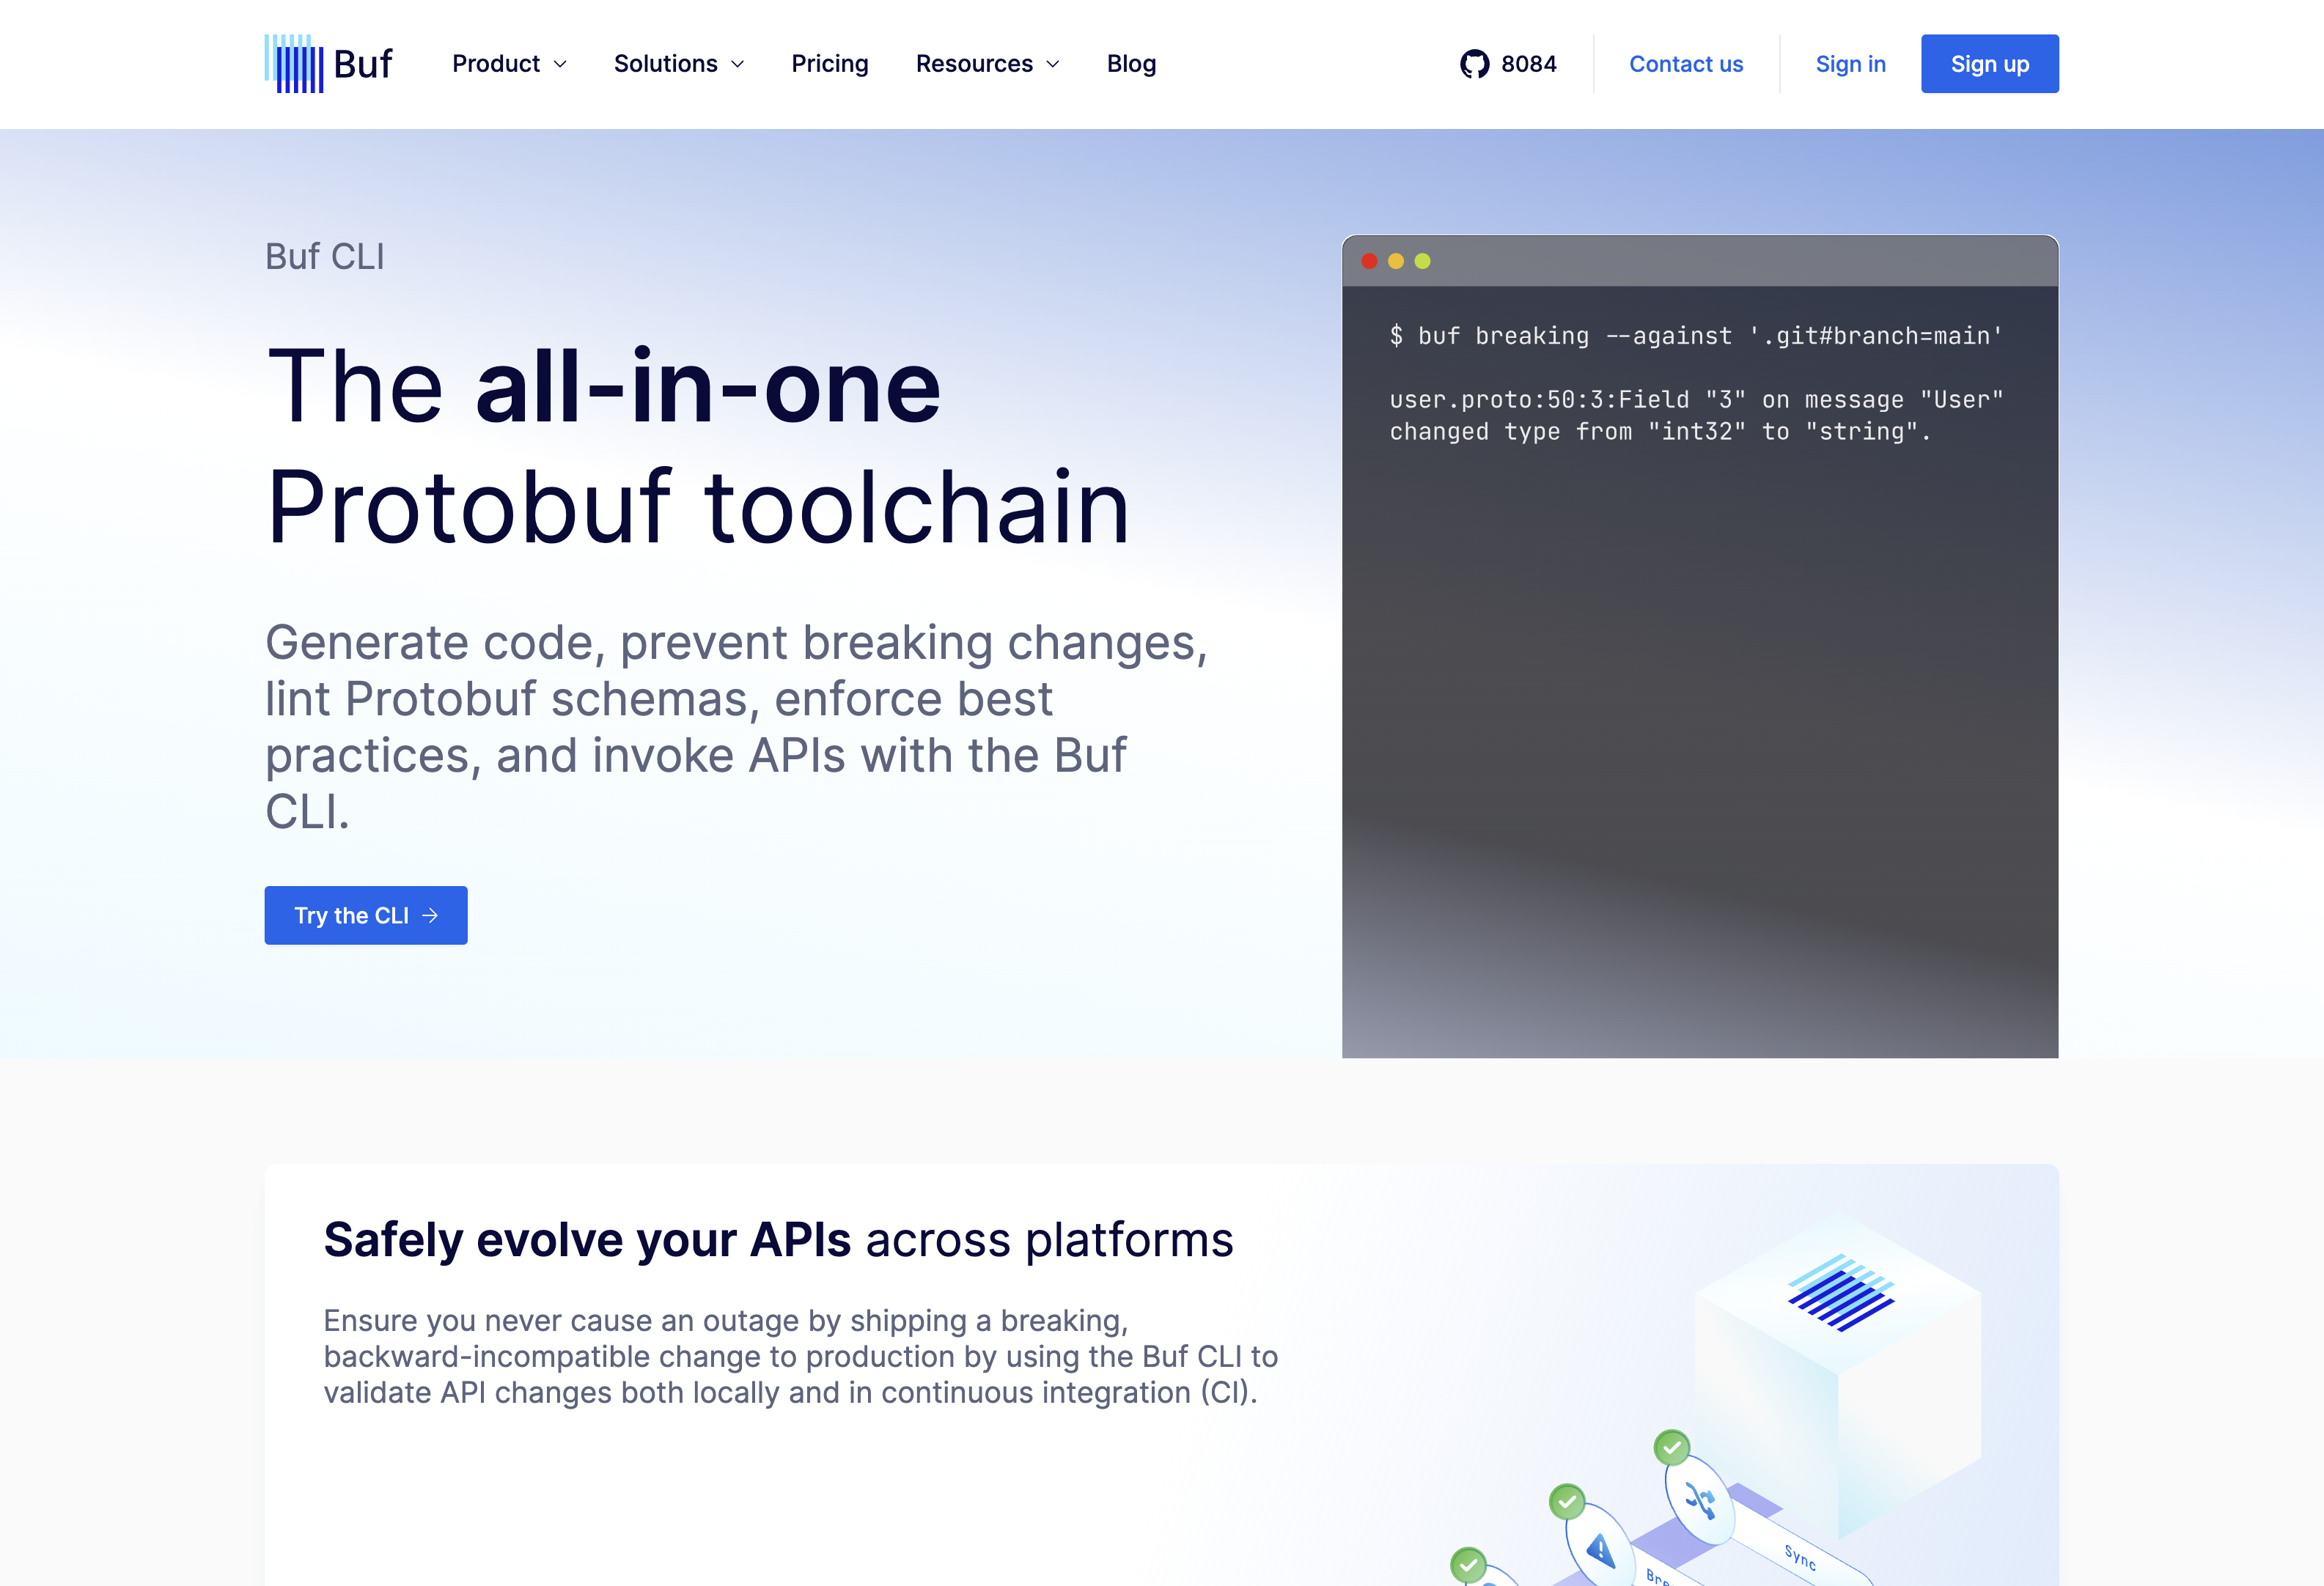 Buf
Product
Solutions
Pricing
Resources
Blog
8084
Contact us
Sign in
Sign up
Buf CLI
The all-in-one
Protobuf toolchain
Generate code, prevent breaking changes,
lint Protobuf schemas, enforce best
practices, and invoke APIs with the Buf
CLI.
Try the CLI
$ buf breaking --against '.git#branch=main'
user.proto:50:3:Field "3" on message "User"
changed type from "int32" to "string".
Safely evolve your APIs across platforms
Ensure you never cause an outage by shipping a breaking,
backward-incompatible change to production by using the Buf CLI to
validate API changes both locally and in continuous integration (CI).
Sync